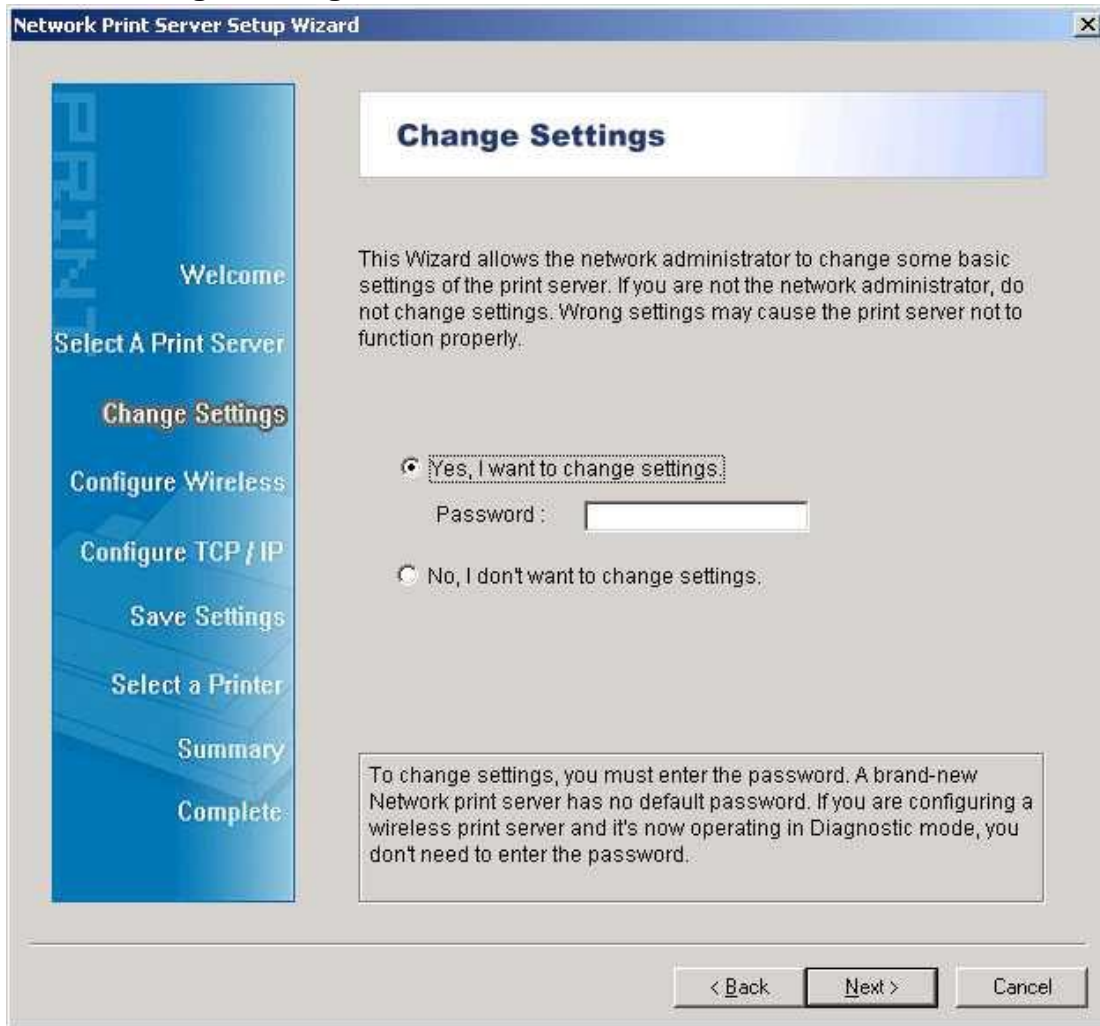 Network Print Server Setup Wizard
PRINT
Welcome
Select A Print Server
Change Settings
Configure Wireless
Configure TCP / IP
Save Settings
Select a Printer
Summary
Complete
Change Settings
This Wizard allows the network administrator to change some basic
settings of the print server. If you are not the network administrator, do
not change settings. Wrong settings may cause the print server not to
function properly.
Yes, I want to change settings.
Password :
No, I don't want to change settings.
To change settings, you must enter the password. A brand-new
Network print server has no default password. If you are configuring a
wireless print server and it's now operating in Diagnostic mode, you
don't need to enter the password.
< Back
Next >
Cancel